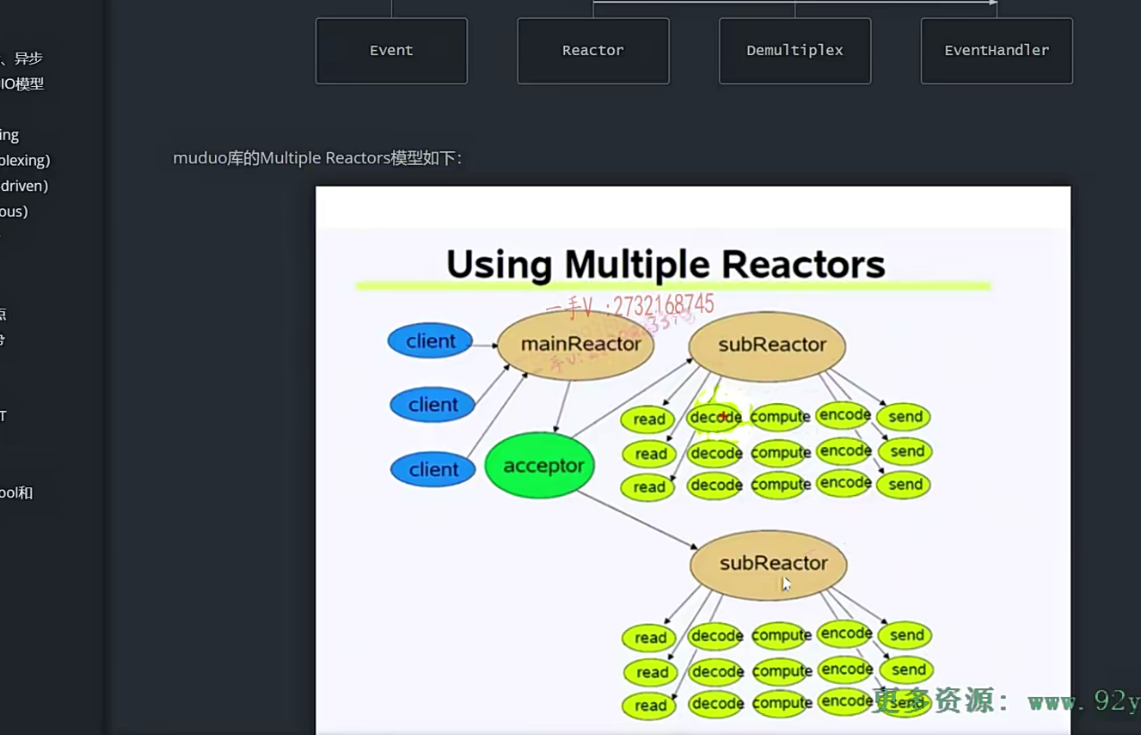 Event Reactor Demultiplex EventHandler
、异步
IO模型
ing
plexing)
driven)
ous)
T
ool和
muduo库的Multiple Reactors模型如下：
Using Multiple Reactors
一手V :2732168745
client mainReactor subReactor
client
client acceptor
read decode compute encode send
read decode compute encode send
read decode compute encode send
subReactor
read decode compute encode send
read decode compute encode send
read decode compute encode send
更多资源：www.92y